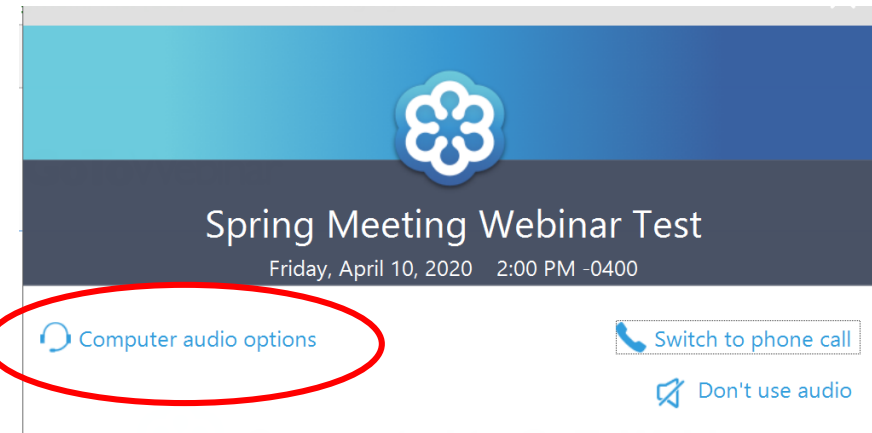 Spring Meeting Webinar Test
Friday, April 10, 2020 2:00 PM -0400
Computer audio options
Switch to phone call
Don't use audio